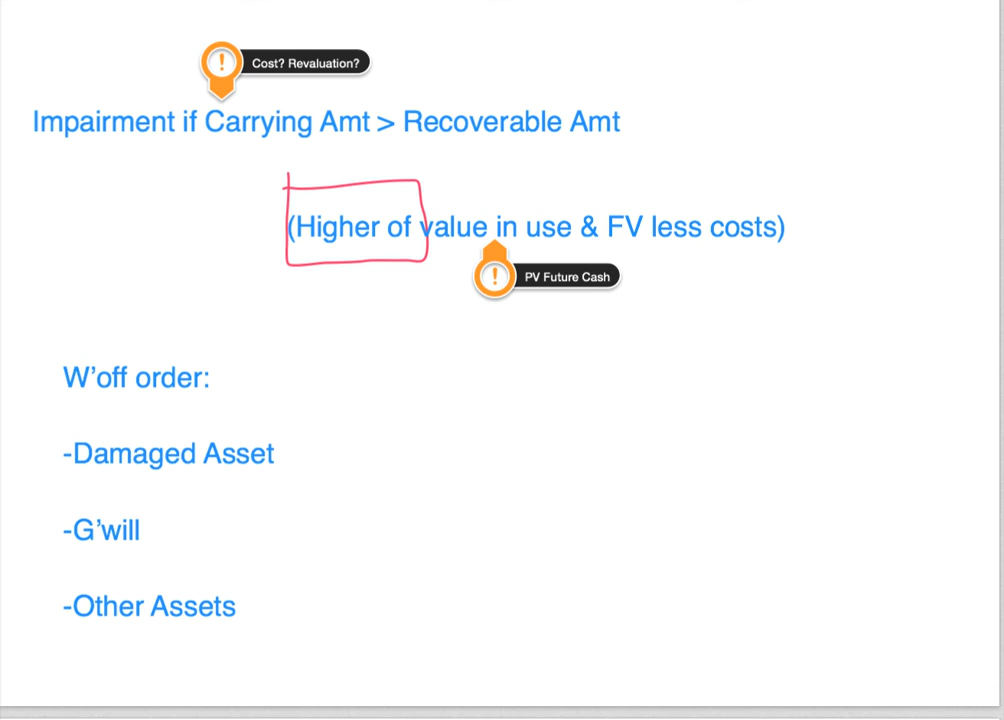 Cost? Revaluation?
Impairment if Carrying Amt > Recoverable Amt
(Higher of value in use & FV less costs)
PV Future Cash
W’off order:
-Damaged Asset
-G’will
-Other Assets